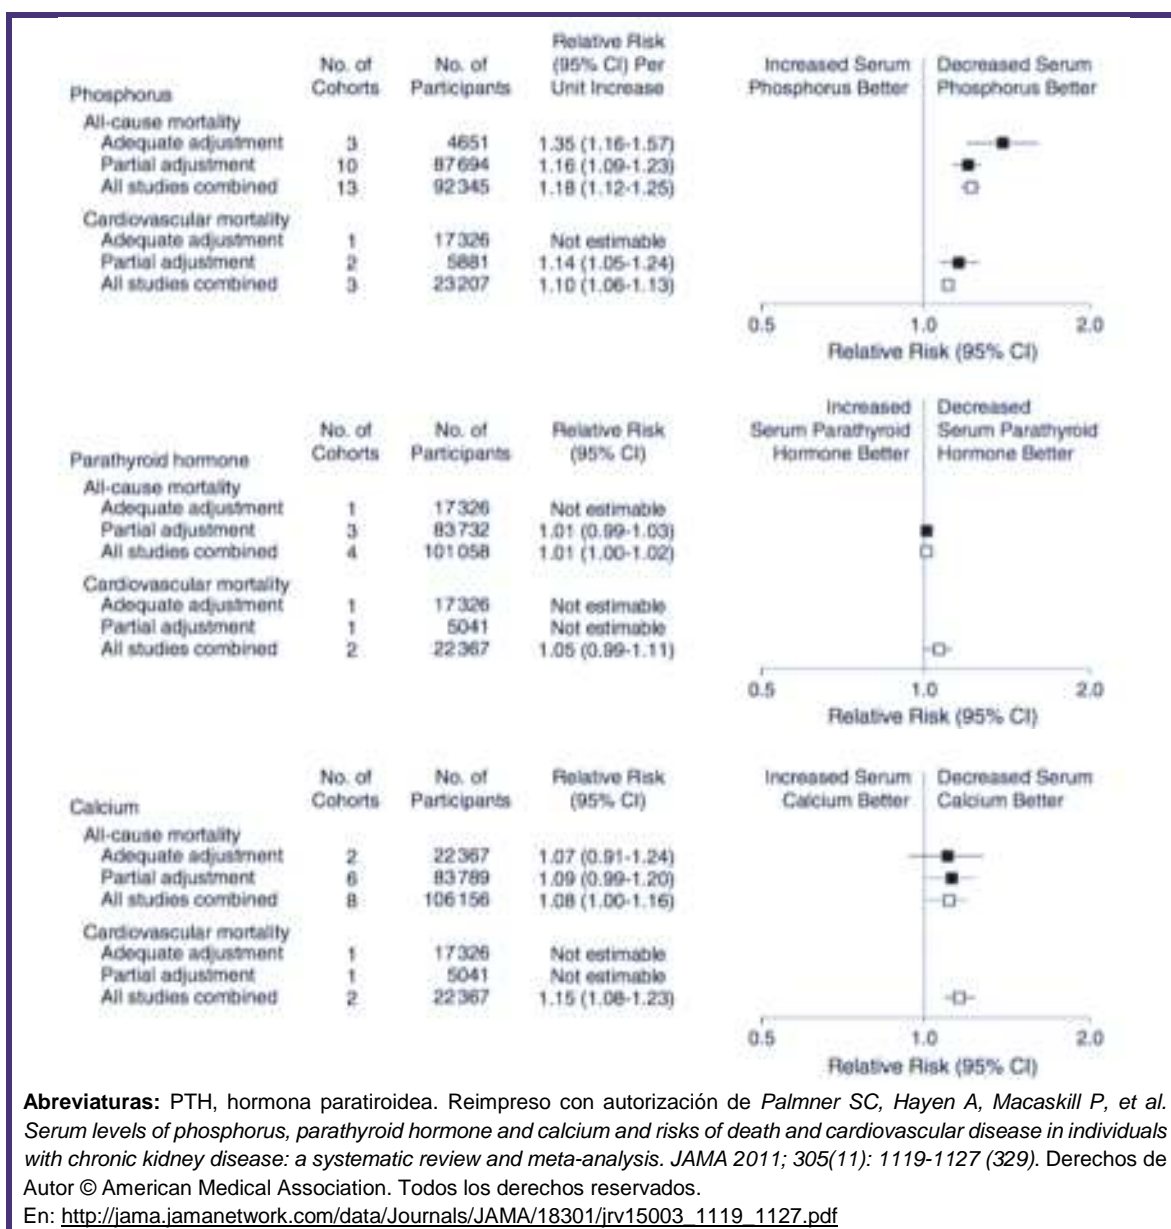 Phosphorus No. of Cohorts No. of Participants Relative Risk (95% CI) Per Unit Increase Increased Serum Phosphorus Better Decreased Serum Phosphorus Better
All-cause mortality
Adequate adjustment 3 4651 1.35 (1.16-1.57)
Partial adjustment 10 87694 1.16 (1.09-1.23)
All studies combined 13 92345 1.18 (1.12-1.25)
Cardiovascular mortality
Adequate adjustment 1 17326 Not estimable
Partial adjustment 2 5881 1.14 (1.05-1.24)
All studies combined 3 23207 1.10 (1.06-1.13)
0.5 1.0 2.0
Relative Risk (95% CI)
Parathyroid hormone No. of Cohorts No. of Participants Relative Risk (95% CI) Increased Serum Parathyroid Hormone Better Decreased Serum Parathyroid Hormone Better
All-cause mortality
Adequate adjustment 1 17326 Not estimable
Partial adjustment 3 83732 1.01 (0.99-1.03)
All studies combined 4 101058 1.01 (1.00-1.02)
Cardiovascular mortality
Adequate adjustment 1 17326 Not estimable
Partial adjustment 1 5041 Not estimable
All studies combined 2 22367 1.05 (0.99-1.11)
0.5 1.0 2.0
Relative Risk (95% CI)
Calcium No. of Cohorts No. of Participants Relative Risk (95% CI) Increased Serum Calcium Better Decreased Serum Calcium Better
All-cause mortality
Adequate adjustment 2 22367 1.07 (0.91-1.24)
Partial adjustment 6 83789 1.09 (0.99-1.20)
All studies combined 8 106156 1.08 (1.00-1.16)
Cardiovascular mortality
Adequate adjustment 1 17326 Not estimable
Partial adjustment 1 5041 Not estimable
All studies combined 2 22367 1.15 (1.08-1.23)
0.5 1.0 2.0
Relative Risk (95% CI)
Abreviaturas: PTH, hormona paratiroidea. Reimpreso con autorización de Palmner SC, Hayen A, Macaskill P, et al.
Serum levels of phosphorus, parathyroid hormone and calcium and risks of death and cardiovascular disease in individuals
with chronic kidney disease: a systematic review and meta-analysis. JAMA 2011; 305(11): 1119-1127 (329). Derechos de
Autor © American Medical Association. Todos los derechos reservados.
En: http://jama.jamanetwork.com/data/Journals/JAMA/18301/jrv15003_1119_1127.pdf